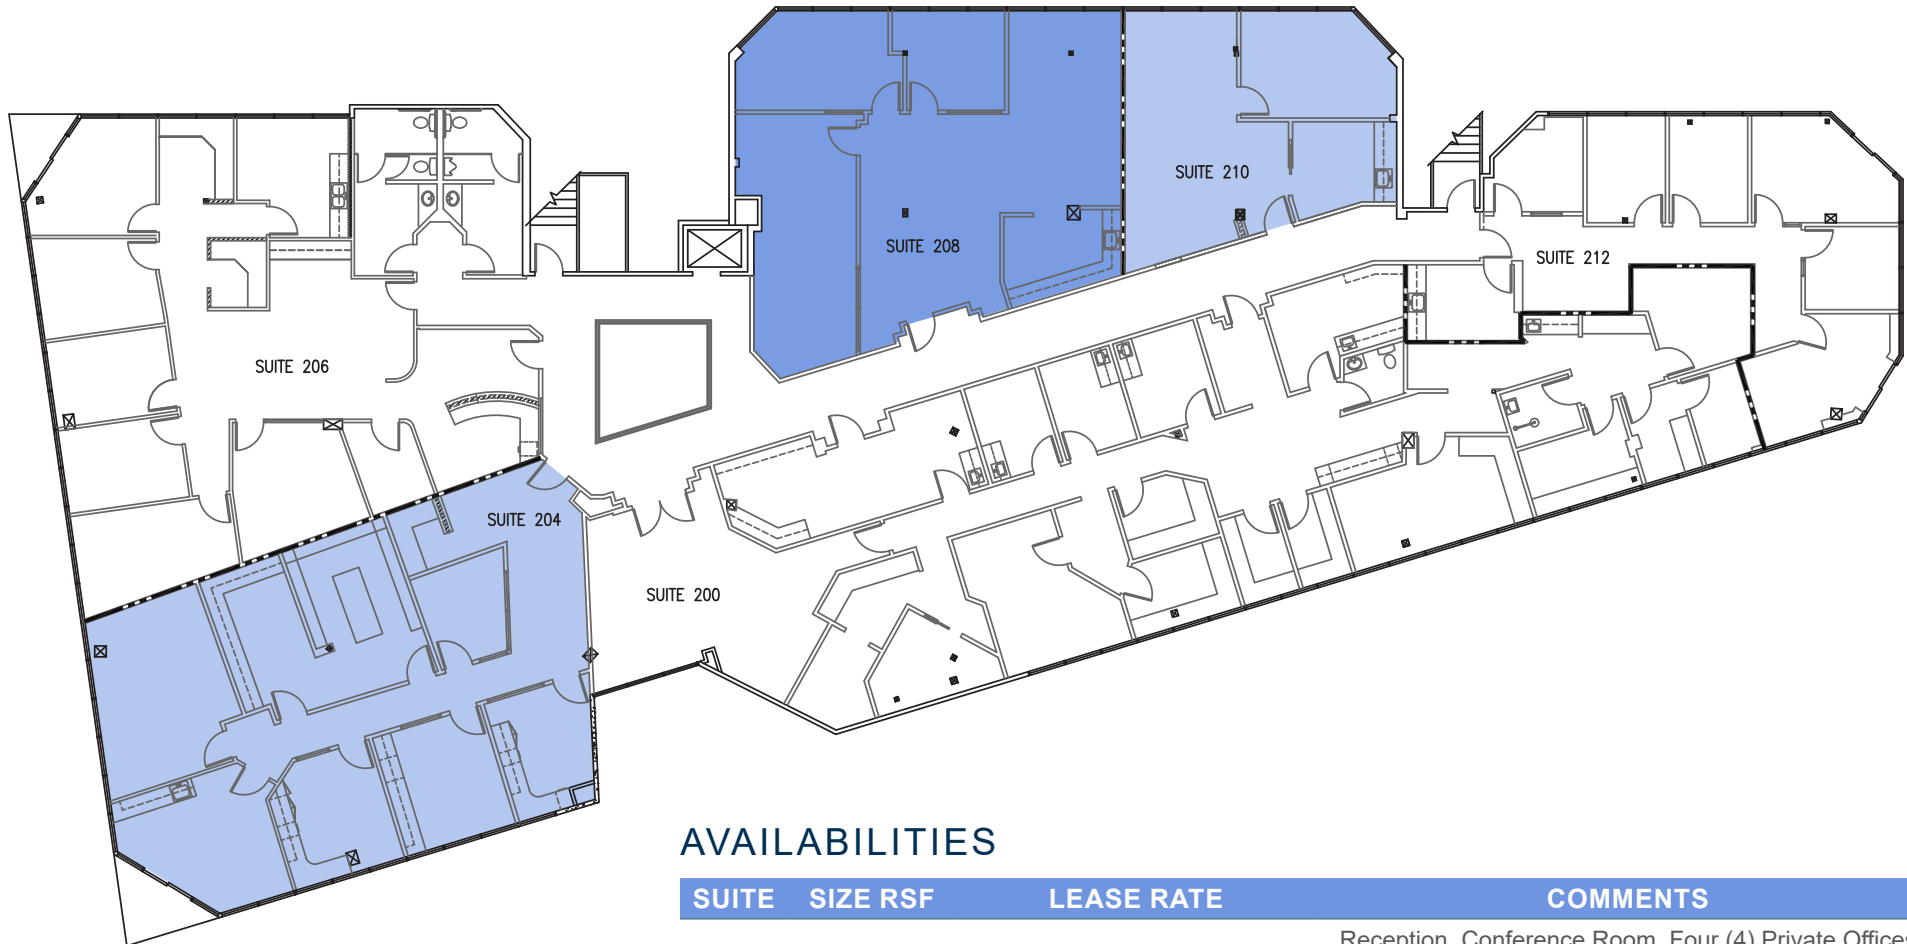 SUITE 210
SUITE 208
SUITE 212
SUITE 206
SUITE 204
SUITE 200
AVAILABILITIES
SUITE SIZE RSF LEASE RATE COMMENTS
Reception, Conference Room, Four (4) Private Offices